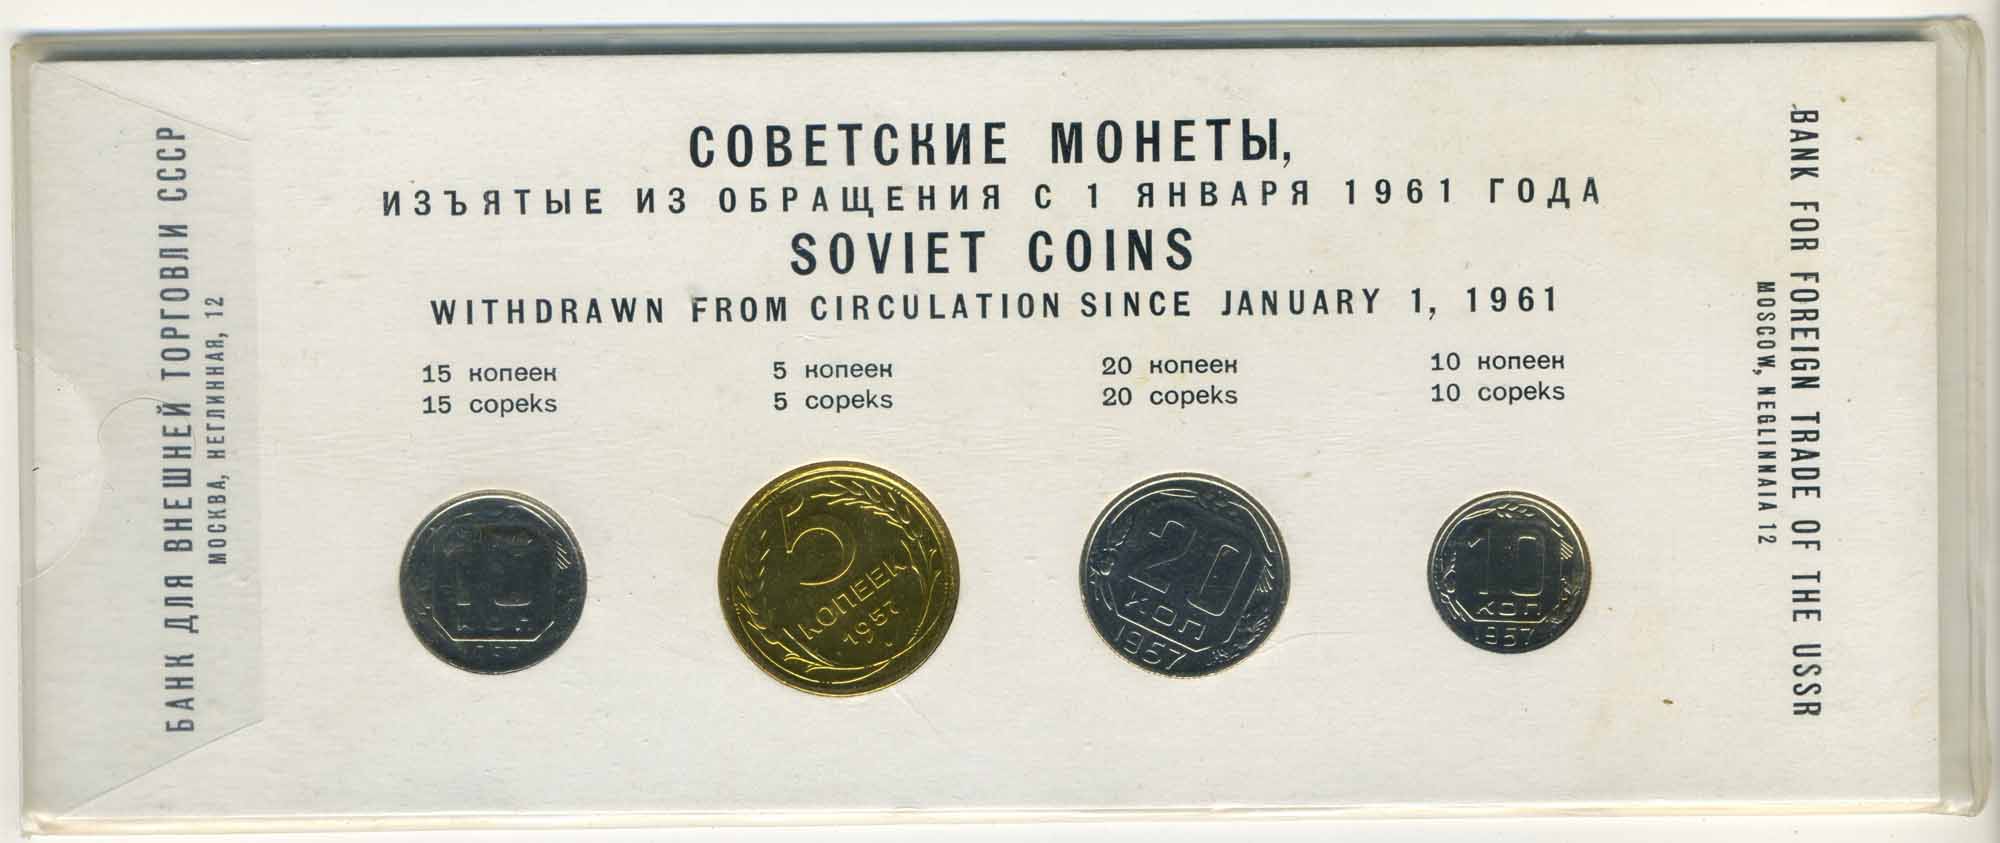 БАНК ДЛЯ ВНЕШНЕЙ ТОРГОВЛИ СССР
МОСКВА, НЕГЛИННАЯ, 12
СОВЕТСКИЕ МОНЕТЫ,
ИЗЪЯТЫЕ ИЗ ОБРАЩЕНИЯ С 1 ЯНВАРЯ 1961 ГОДА
SOVIET COINS
WITHDRAWN FROM CIRCULATION SINCE JANUARY 1, 1961
15 копеек
15 copeks
5 копеек
5 copeks
20 копеек
20 copeks
10 копеек
10 copeks
15
КОП
5
КОПЕЕК
1957
20
КОП
1957
10
КОП
1957
BANK FOR FOREIGN TRADE OF THE USSR
MOSCOW, NEGLINNAIA 12